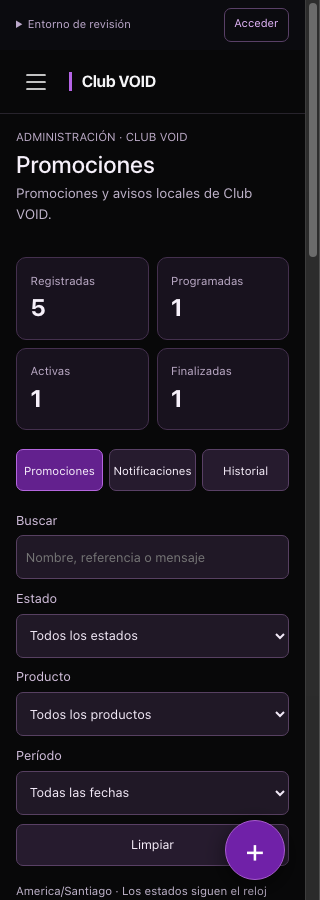 Entorno de revisión
Acceder
Club VOID
ADMINISTRACIÓN · CLUB VOID
Promociones
Promociones y avisos locales de Club
VOID.
Registradas
5
Programadas
1
Activas
1
Finalizadas
1
Promociones
Notificaciones
Historial
Buscar
Nombre, referencia o mensaje
Estado
Todos los estados
Producto
Todos los productos
Período
Todas las fechas
Limpiar
+
America/Santiago · Los estados siguen el reloj